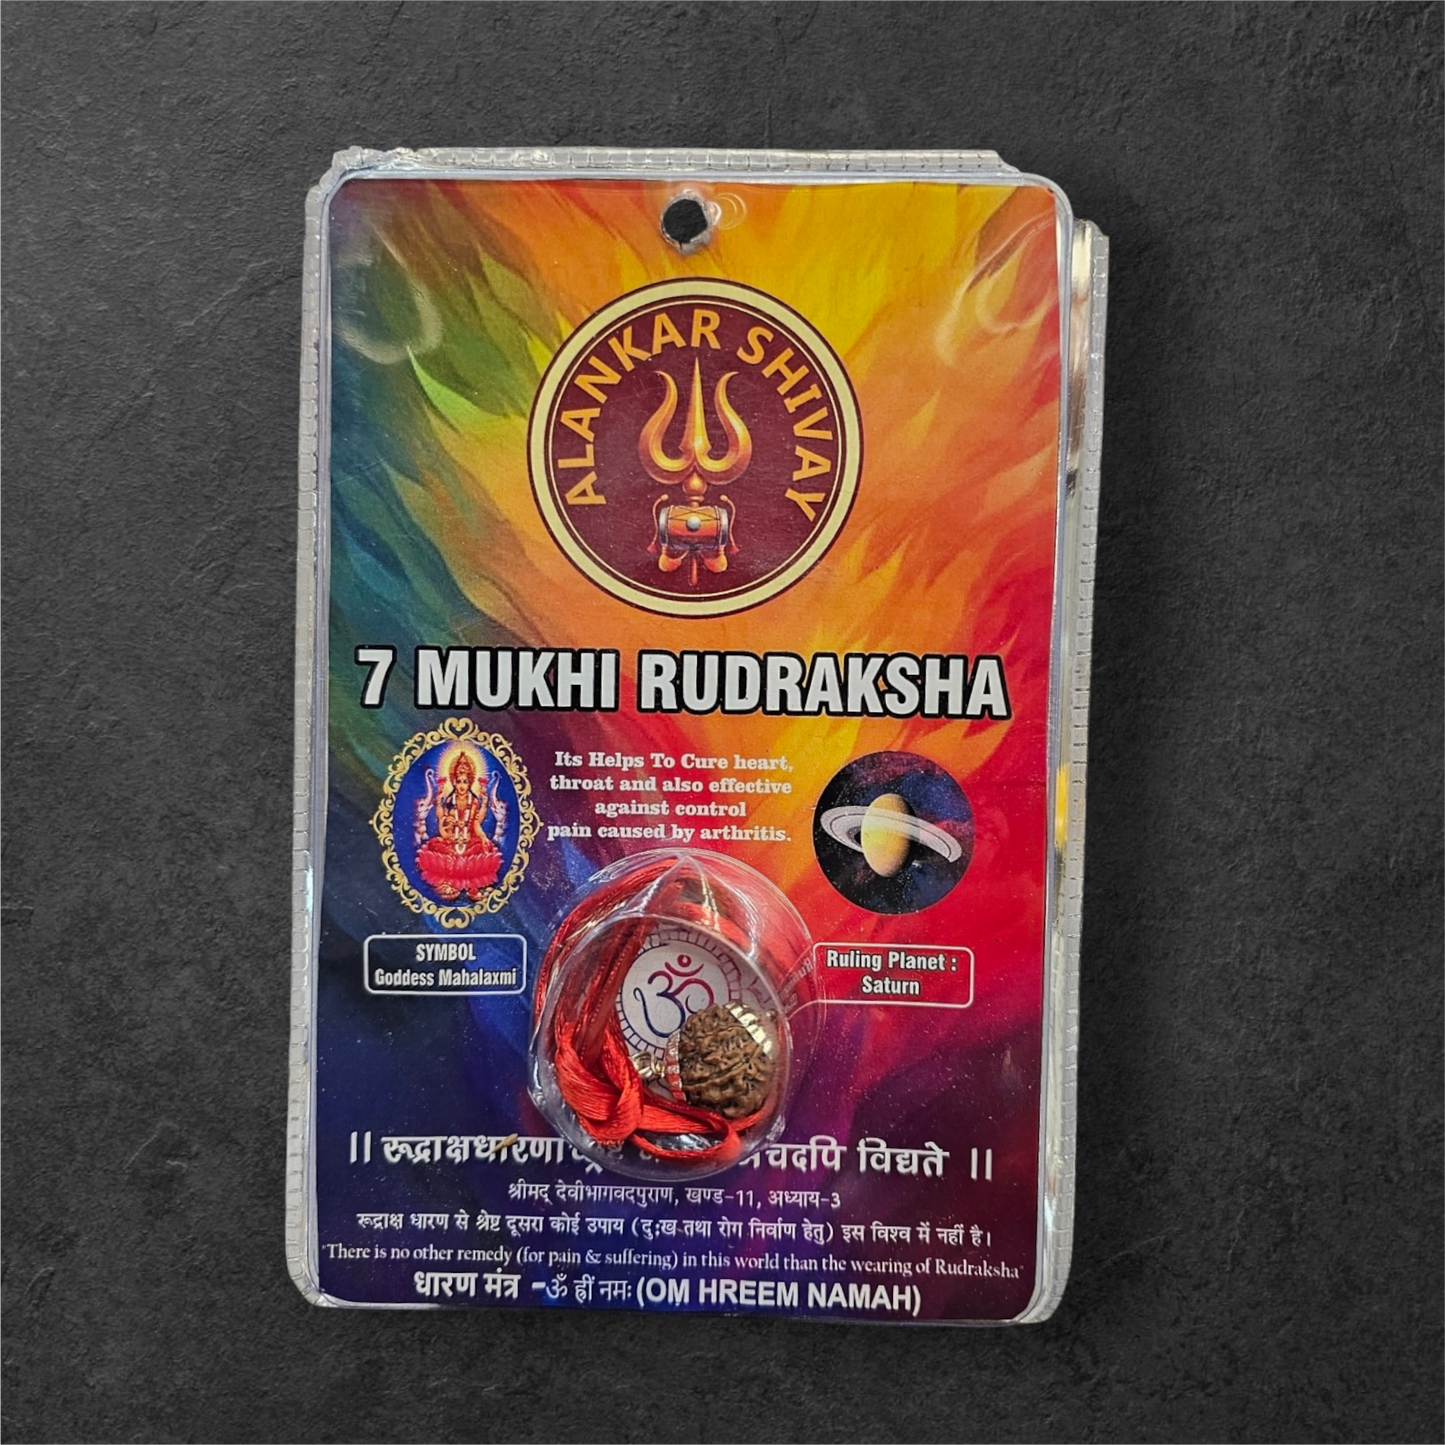 ALANKAR SHIVAY
7 MUKHI RUDRAKSHA
Its Helps To Cure heart,
throat and also effective
against control
pain caused by arthritis.
SYMBOL
Goddess Mahalaxmi
Ruling Planet :
Saturn
ॐ
|| रूद्राक्षधारणा विद्यते ||
श्रीमद् देवीभागवदपुराण, खण्ड-11, अध्याय-3
रूद्राक्ष धारण से श्रेष्ट दूसरा कोई उपाय (दु:ख-तथा रोग निर्वाण हेतु) इस विश्व में नहीं है।
"There is no other remedy (for pain & suffering) in this world than the wearing of Rudraksha"
धारण मंत्र -ॐ ह्रीं नमः (OM HREEM NAMAH)